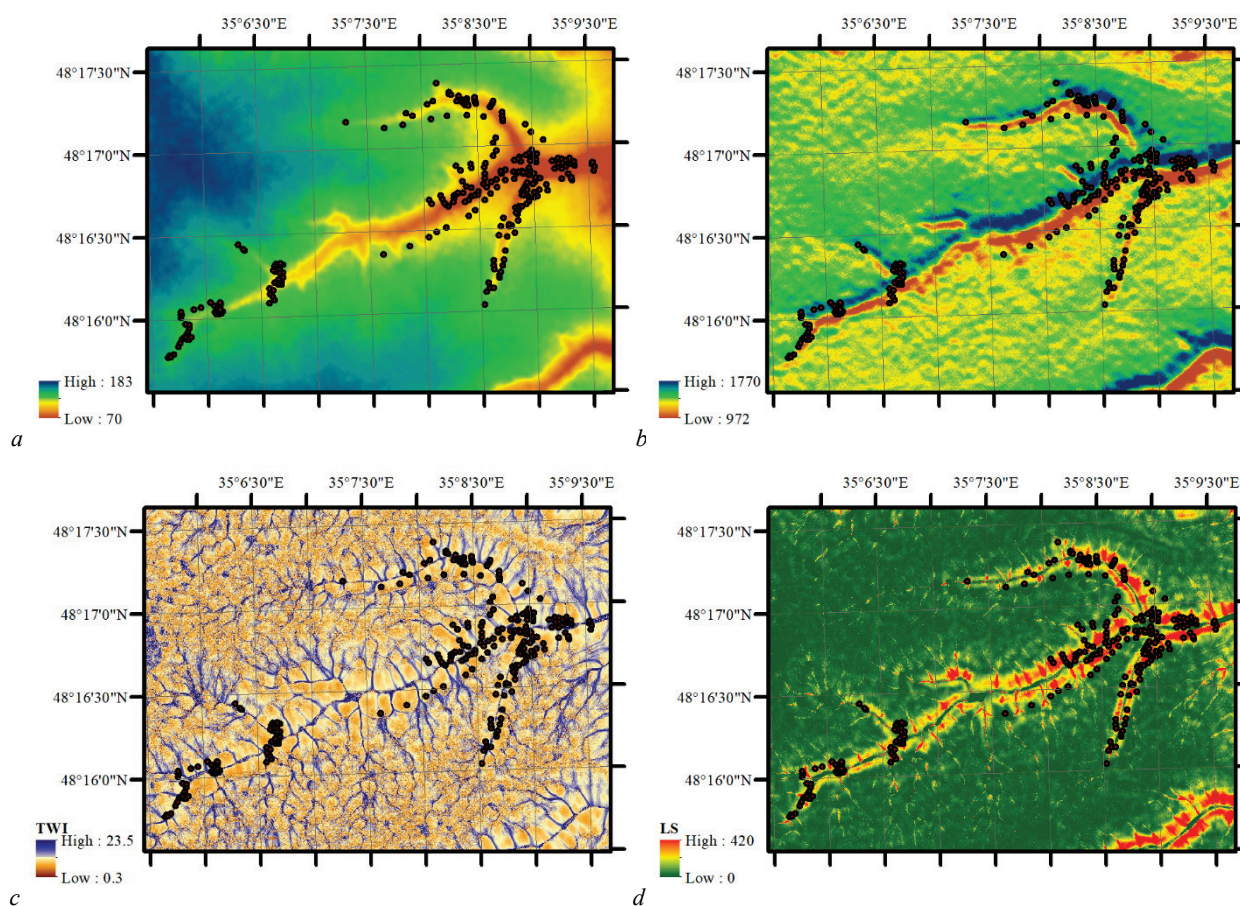 35°6'30"E 35°7'30"E 35°8'30"E 35°9'30"E
48°17'30"N
48°17'0"N
48°16'30"N
48°16'0"N
High : 183
Low : 70
a
35°6'30"E 35°7'30"E 35°8'30"E 35°9'30"E
48°17'30"N
48°17'0"N
48°16'30"N
48°16'0"N
High : 1770
Low : 972
b
35°6'30"E 35°7'30"E 35°8'30"E 35°9'30"E
48°17'30"N
48°17'0"N
48°16'30"N
48°16'0"N
TWI
High : 23.5
Low : 0.3
c
35°6'30"E 35°7'30"E 35°8'30"E 35°9'30"E
48°17'30"N
48°17'0"N
48°16'30"N
48°16'0"N
LS
High : 420
Low : 0
d